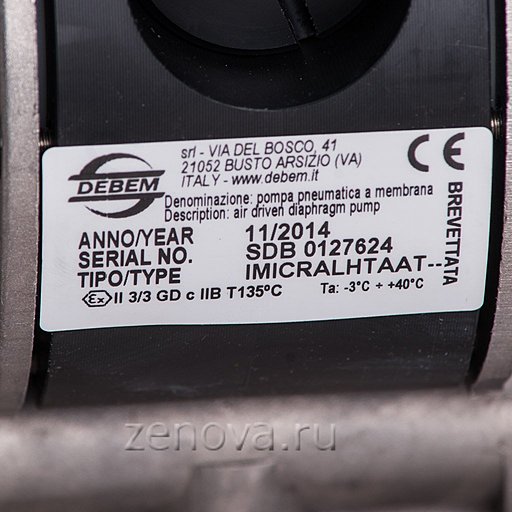 DEBEM
srl - VIA DEL BOSCO, 41
21052 BUSTO ARSIZIO (VA)
ITALY - www.debem.it
CE
Denominazione: pompa pneumatica a membrana
Description: air driven diaphragm pump
ANNO/YEAR 11/2014
SERIAL NO. SDB 0127624
TIPO/TYPE IMICRALHTAAT--
Ex II 3/3 GD c IIB T135ºC Ta: -3°C ÷ +40°C
BREVETTATA
zenova.ru